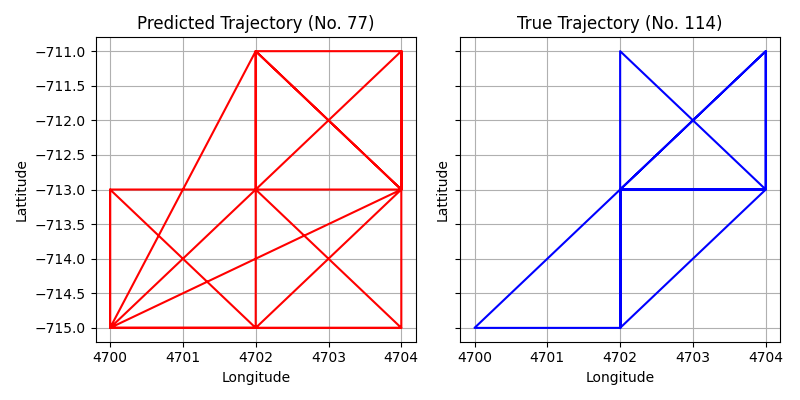 Predicted Trajectory (No. 77)
True Trajectory (No. 114)
Lattitude
−711.0
−711.5
−712.0
−712.5
−713.0
−713.5
−714.0
−714.5
−715.0
4700 4701 4702 4703 4704
Longitude
Lattitude
4700 4701 4702 4703 4704
Longitude